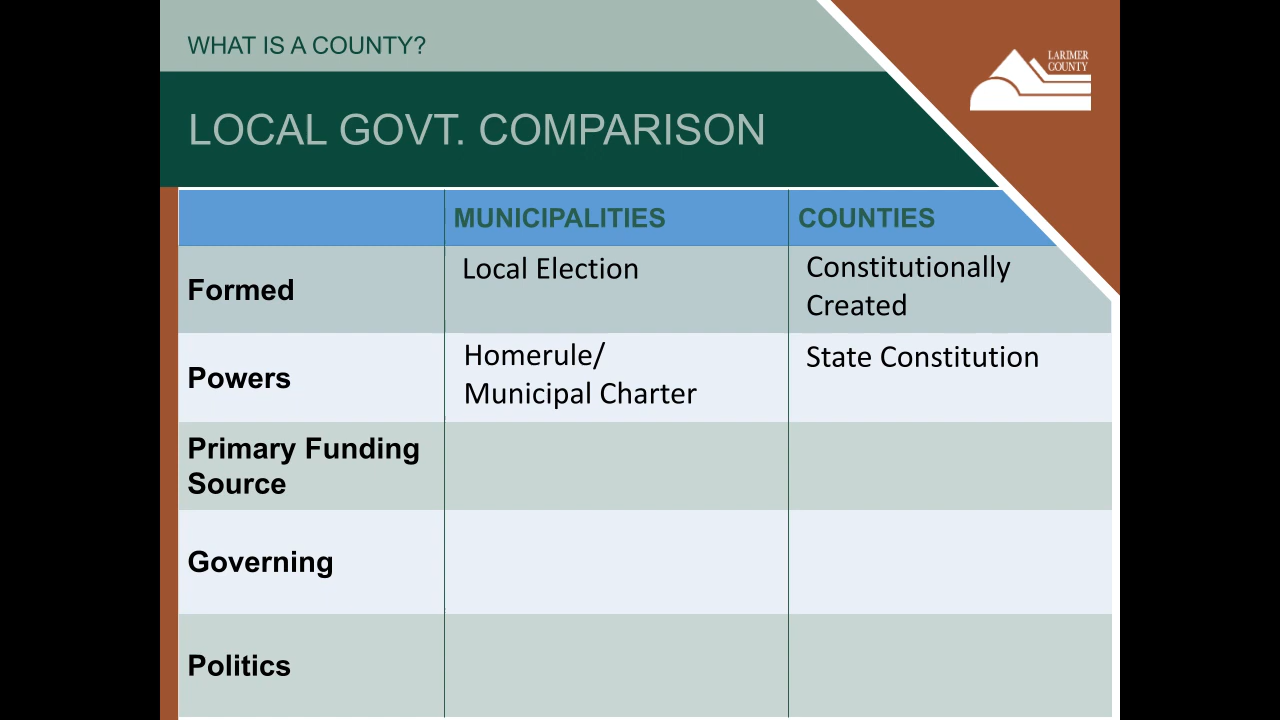 WHAT IS A COUNTY?
LARIMER
COUNTY
LOCAL GOVT. COMPARISON
MUNICIPALITIES COUNTIES
Formed Local Election Constitutionally
Created
Powers Homerule/ State Constitution
Municipal Charter
Primary Funding
Source
Governing
Politics